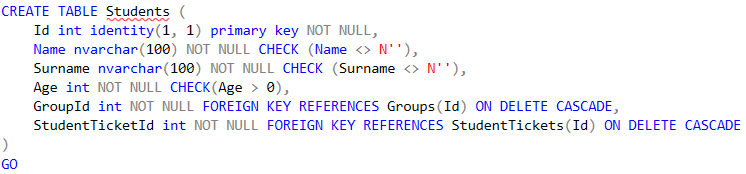 CREATE TABLE Students (
    Id int identity(1, 1) primary key NOT NULL,
    Name nvarchar(100) NOT NULL CHECK (Name <> N''),
    Surname nvarchar(100) NOT NULL CHECK (Surname <> N''),
    Age int NOT NULL CHECK(Age > 0),
    GroupId int NOT NULL FOREIGN KEY REFERENCES Groups(Id) ON DELETE CASCADE,
    StudentTicketId int NOT NULL FOREIGN KEY REFERENCES StudentTickets(Id) ON DELETE CASCADE
)
GO